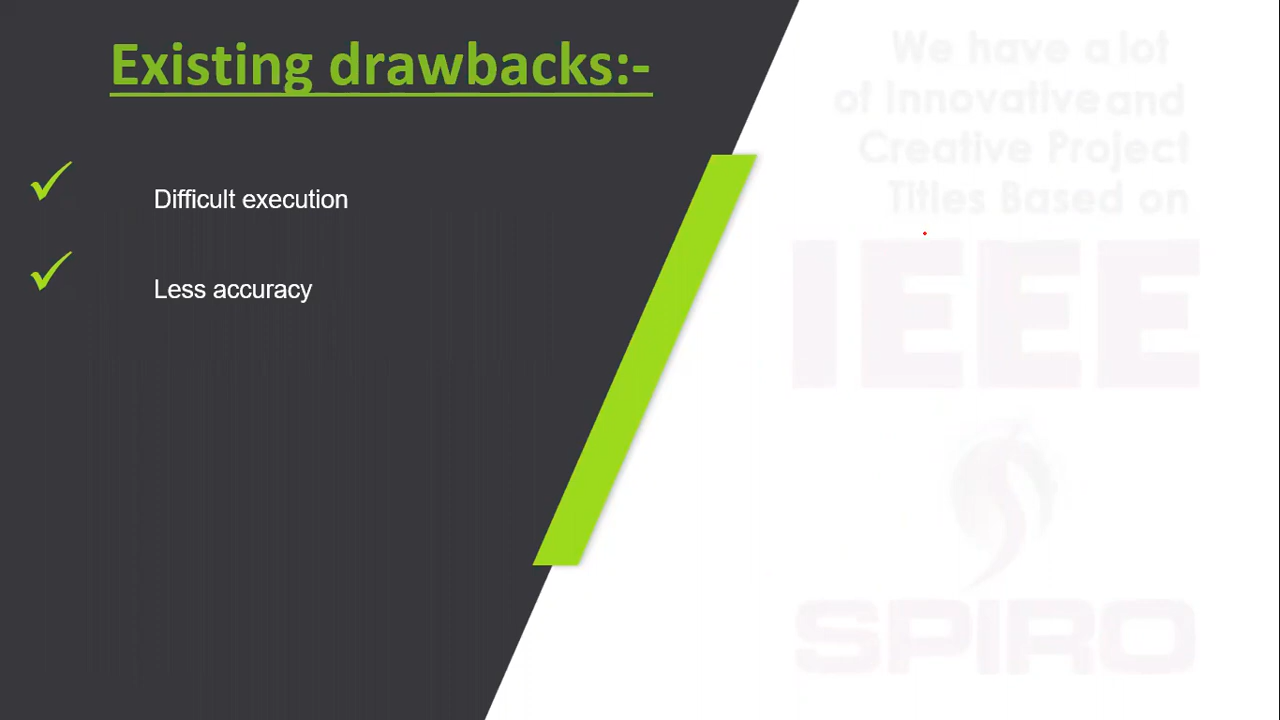 Existing drawbacks:-
Difficult execution
Less accuracy
We have a lot
of Innovative and
Creative Project
Titles Based on
IEEE
SPIRO